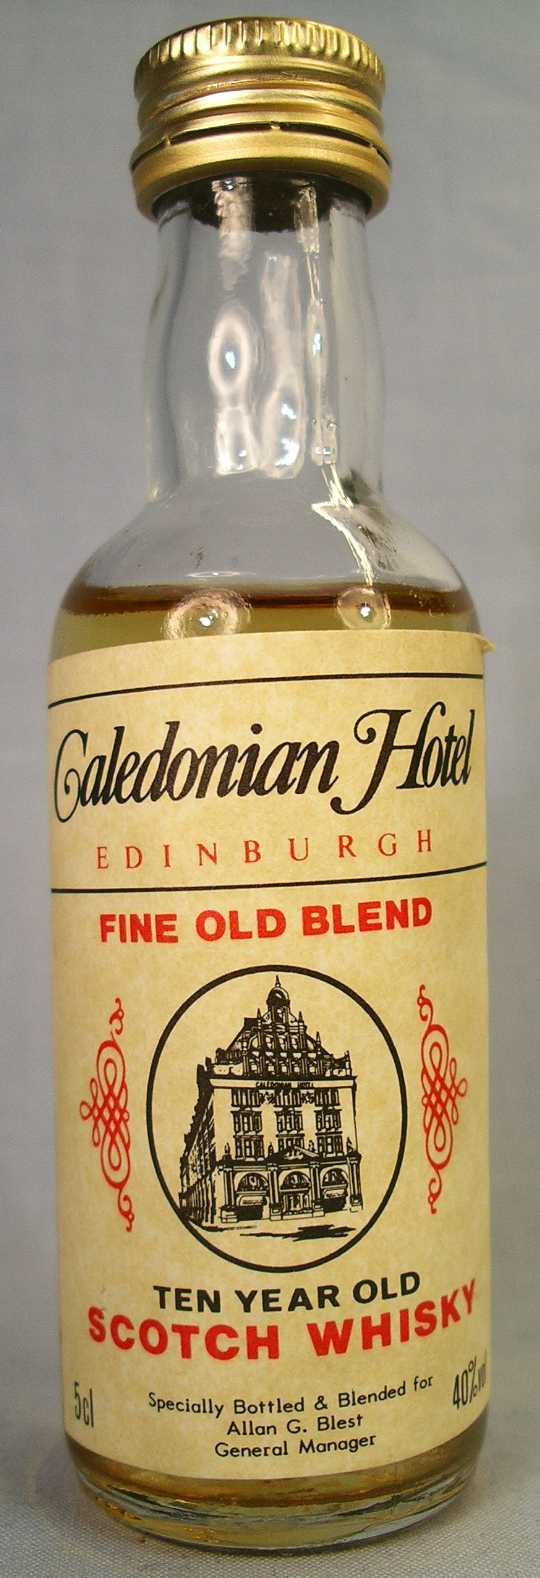 Caledonian Hotel
EDINBURGH
FINE OLD BLEND
CALEDONIAN HOTEL
TEN YEAR OLD
SCOTCH WHISKY
5cl
40%vol
Specially Bottled & Blended for
Allan G. Blest
General Manager